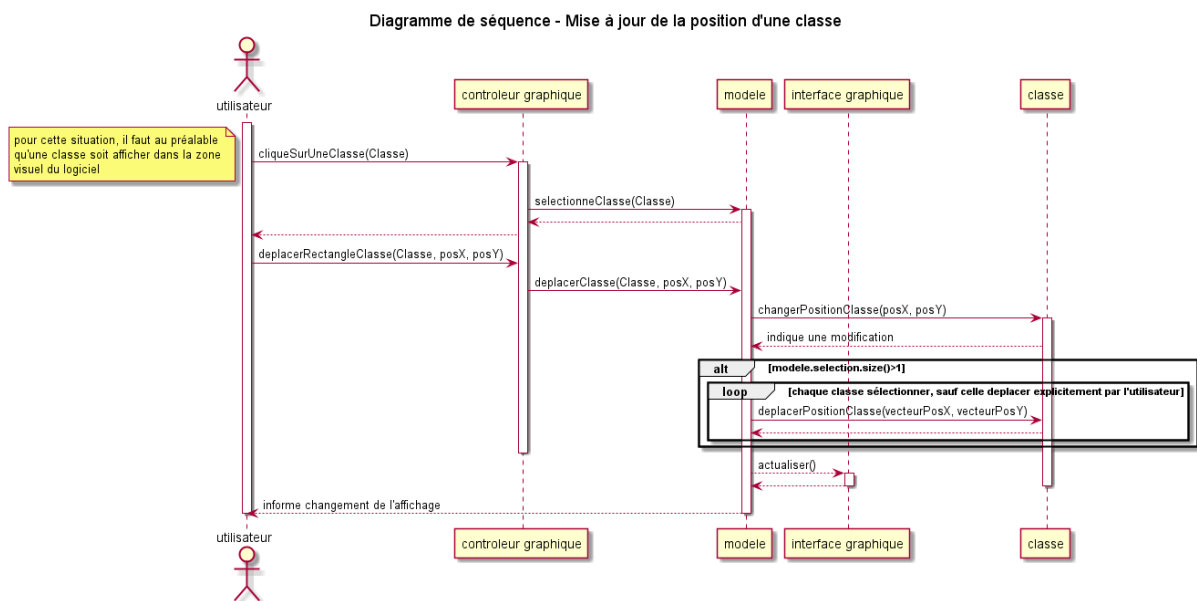 Diagramme de séquence - Mise à jour de la position d'une classe
utilisateur
controleur graphique
modele
interface graphique
classe
pour cette situation, il faut au préalable
qu'une classe soit afficher dans la zone
visuel du logiciel
cliqueSurUneClasse(Classe)
selectionneClasse(Classe)
deplacerRectangleClasse(Classe, posX, posY)
deplacerClasse(Classe, posX, posY)
changerPositionClasse(posX, posY)
indique une modification
alt [modele.selection.size()>1]
loop [chaque classe sélectionner, sauf celle deplacer explicitement par l'utilisateur]
deplacerPositionClasse(vecteurPosX, vecteurPosY)
actualiser()
informe changement de l'affichage
utilisateur
controleur graphique
modele
interface graphique
classe